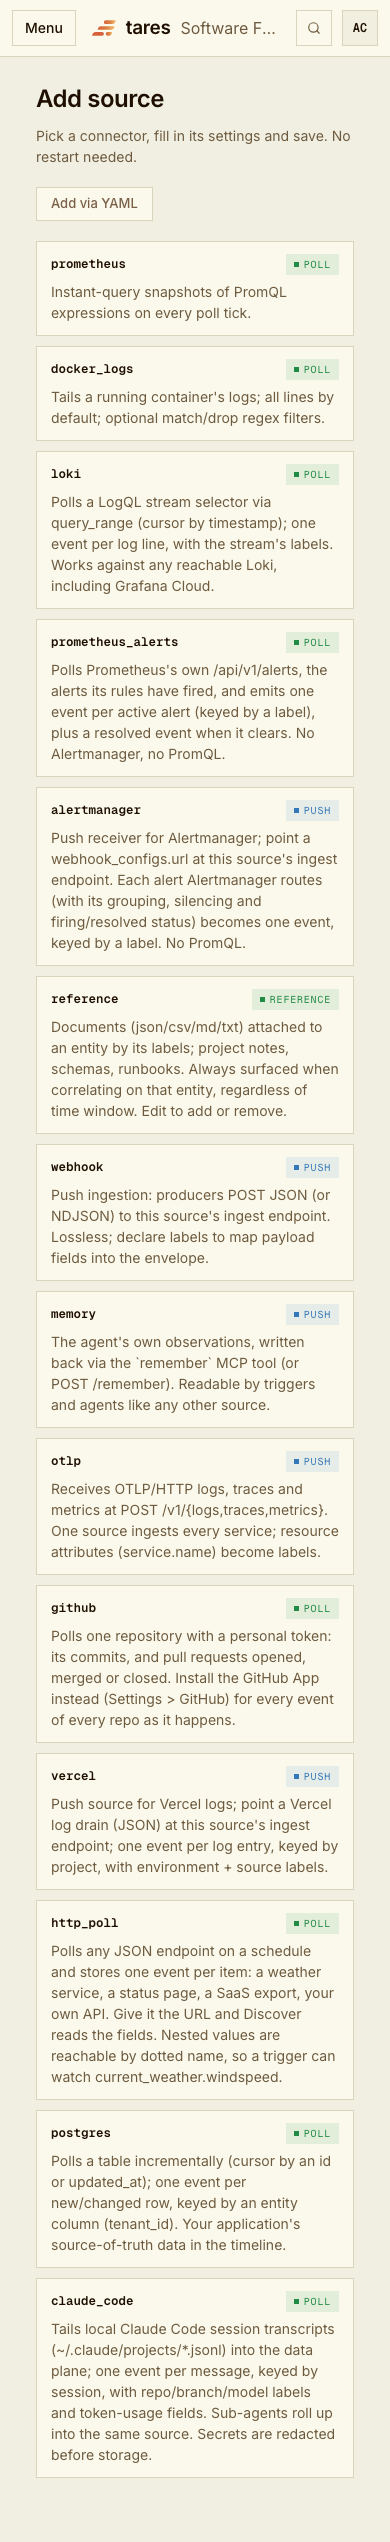 Menu
tares
Software F...
AC
Add source
Pick a connector, fill in its settings and save. No
restart needed.
Add via YAML
prometheus
POLL
Instant-query snapshots of PromQL
expressions on every poll tick.
docker_logs
POLL
Tails a running container's logs; all lines by
default; optional match/drop regex filters.
loki
POLL
Polls a LogQL stream selector via
query_range (cursor by timestamp); one
event per log line, with the stream's labels.
Works against any reachable Loki,
including Grafana Cloud.
prometheus_alerts
POLL
Polls Prometheus's own /api/v1/alerts, the
alerts its rules have fired, and emits one
event per active alert (keyed by a label),
plus a resolved event when it clears. No
Alertmanager, no PromQL.
alertmanager
PUSH
Push receiver for Alertmanager; point a
webhook_configs.url at this source's ingest
endpoint. Each alert Alertmanager routes
(with its grouping, silencing and
firing/resolved status) becomes one event,
keyed by a label. No PromQL.
reference
REFERENCE
Documents (json/csv/md/txt) attached to
an entity by its labels; project notes,
schemas, runbooks. Always surfaced when
correlating on that entity, regardless of
time window. Edit to add or remove.
webhook
PUSH
Push ingestion: producers POST JSON (or
NDJSON) to this source's ingest endpoint.
Lossless; declare labels to map payload
fields into the envelope.
memory
PUSH
The agent's own observations, written
back via the `remember` MCP tool (or
POST /remember). Readable by triggers
and agents like any other source.
otlp
PUSH
Receives OTLP/HTTP logs, traces and
metrics at POST /v1/{logs,traces,metrics}.
One source ingests every service; resource
attributes (service.name) become labels.
github
POLL
Polls one repository with a personal token:
its commits, and pull requests opened,
merged or closed. Install the GitHub App
instead (Settings > GitHub) for every event
of every repo as it happens.
vercel
PUSH
Push source for Vercel logs; point a Vercel
log drain (JSON) at this source's ingest
endpoint; one event per log entry, keyed by
project, with environment + source labels.
http_poll
POLL
Polls any JSON endpoint on a schedule
and stores one event per item: a weather
service, a status page, a SaaS export, your
own API. Give it the URL and Discover
reads the fields. Nested values are
reachable by dotted name, so a trigger can
watch current_weather.windspeed.
postgres
POLL
Polls a table incrementally (cursor by an id
or updated_at); one event per
new/changed row, keyed by an entity
column (tenant_id). Your application's
source-of-truth data in the timeline.
claude_code
POLL
Tails local Claude Code session transcripts
(~/.claude/projects/*.jsonl) into the data
plane; one event per message, keyed by
session, with repo/branch/model labels
and token-usage fields. Sub-agents roll up
into the same source. Secrets are redacted
before storage.